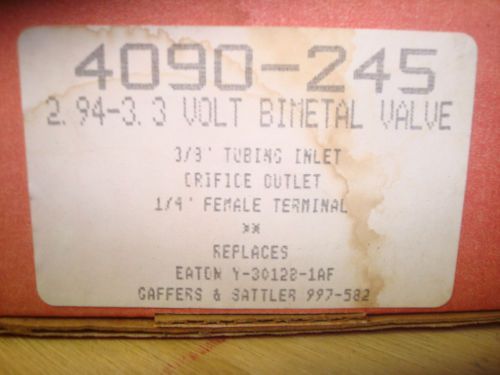 4090-245
2.94-3.3 VOLT BIMETAL VALVE
3/8" TUBING INLET
ORIFICE OUTLET
1/4" FEMALE TERMINAL
**
REPLACES
EATON Y-30128-1AF
GAFFERS & SATTLER 997-582